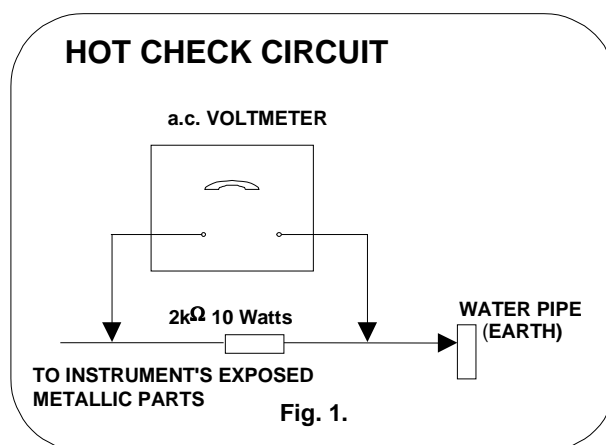 HOT CHECK CIRCUIT
a.c. VOLTMETER
2kΩ 10 Watts
WATER PIPE
(EARTH)
TO INSTRUMENT'S EXPOSED
METALLIC PARTS
Fig. 1.